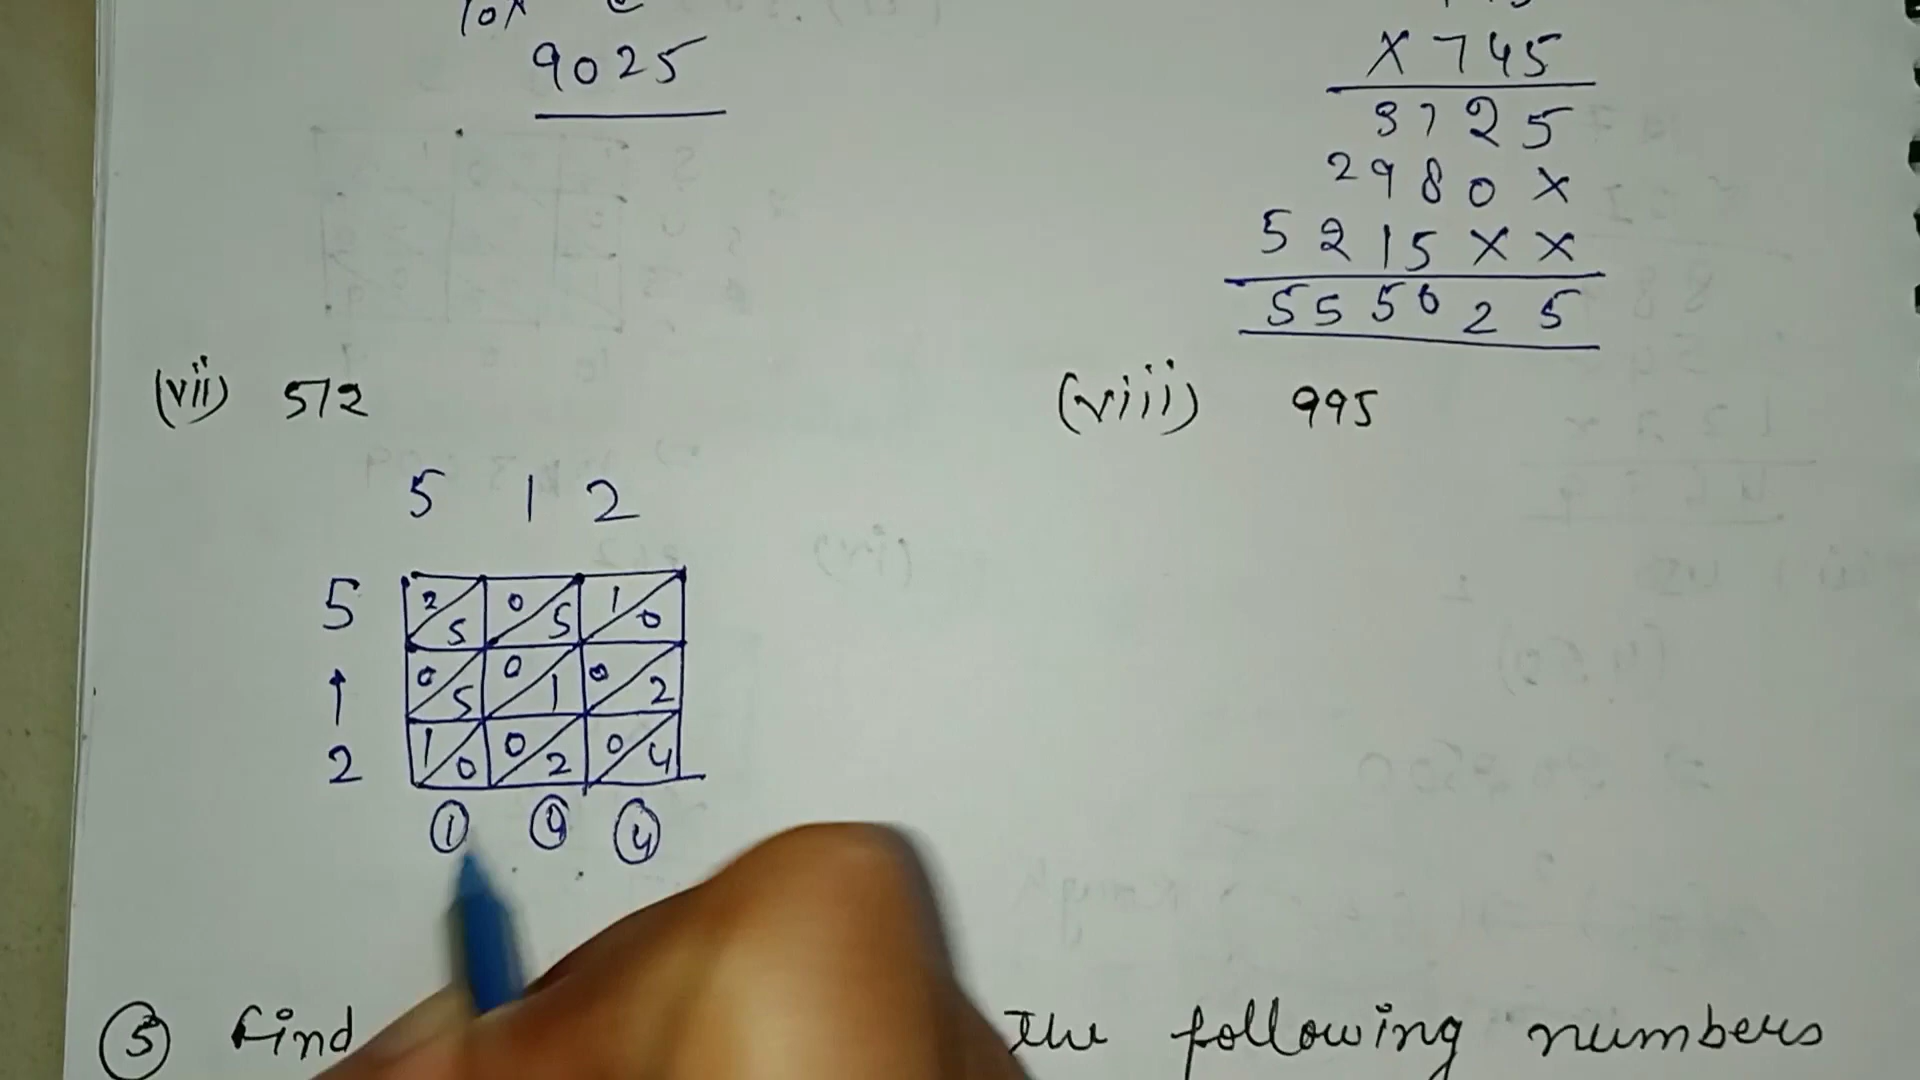 9025
× 745
3725
2980 ×
5215 × ×
555025
(vii) 512
(viii) 995
5 1 2
5 2 5 0 5 1 0
1 0 5 0 1 0 2
2 1 0 0 2 0 4
1 4 4
5 Find the following numbers